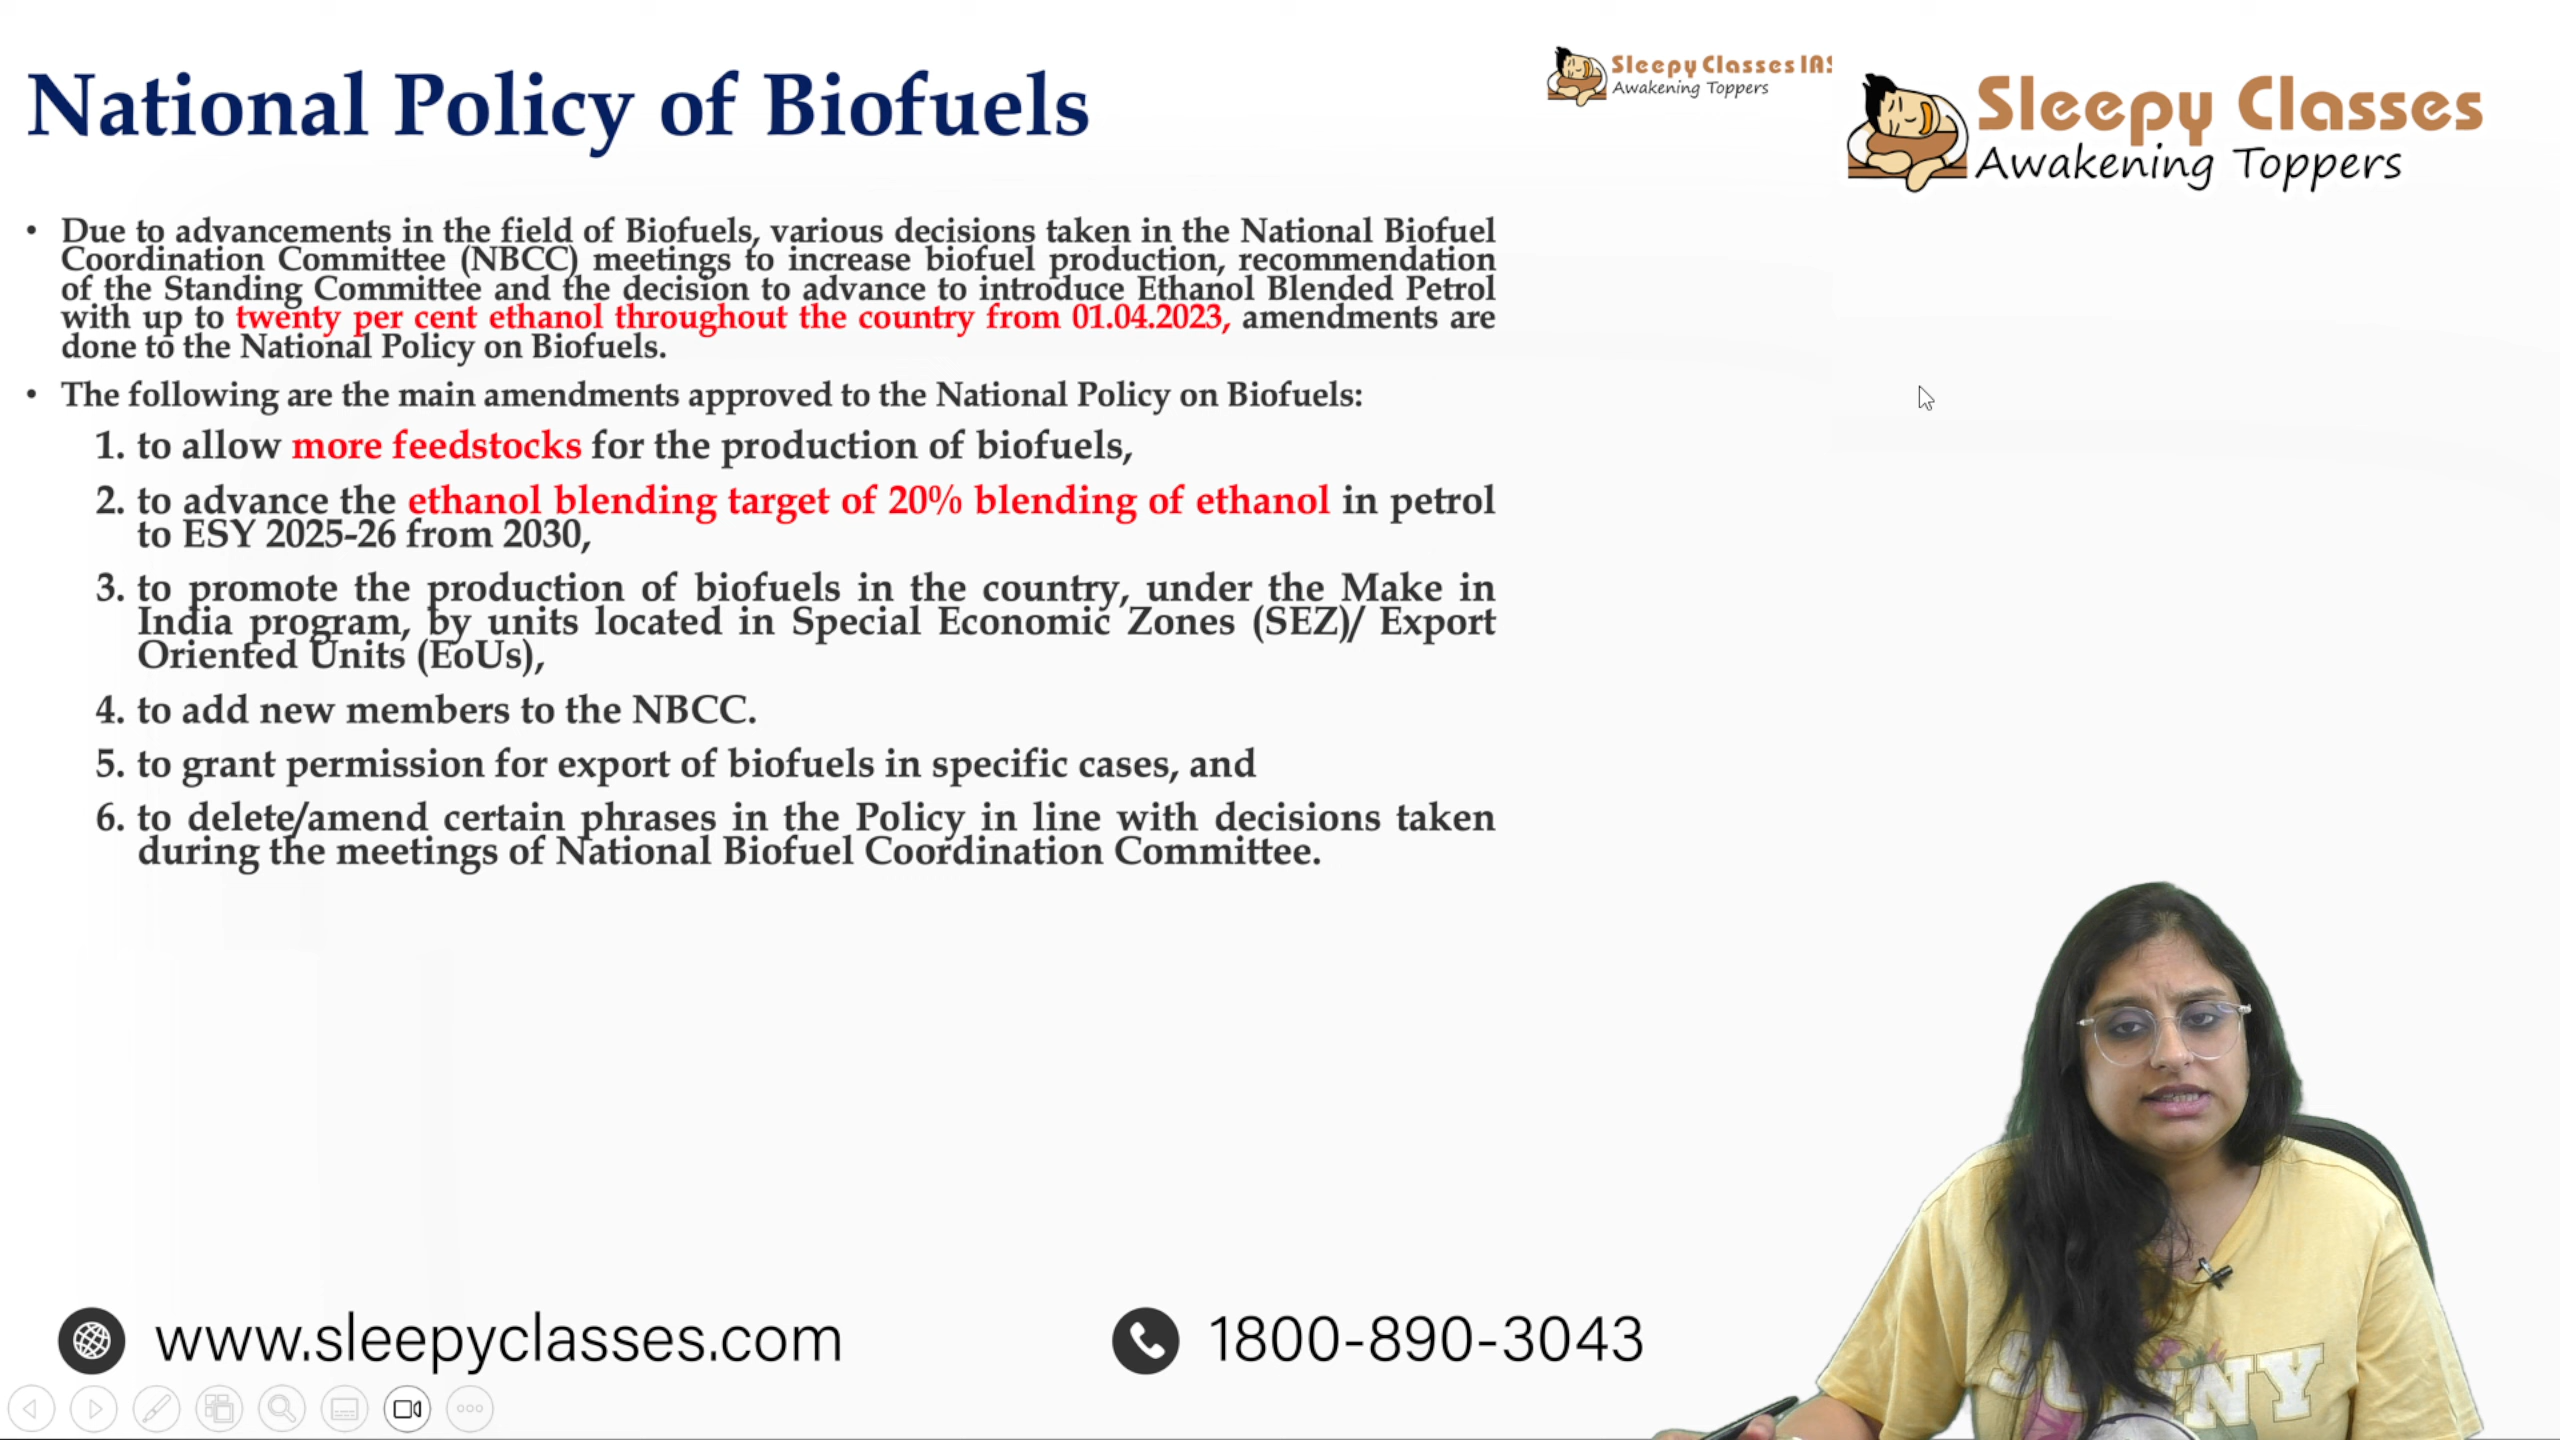 National Policy of Biofuels
Sleepy Classes IAS
Awakening Toppers
Sleepy Classes
Awakening Toppers
• Due to advancements in the field of Biofuels, various decisions taken in the National Biofuel
Coordination Committee (NBCC) meetings to increase biofuel production, recommendation
of the Standing Committee and the decision to advance to introduce Ethanol Blended Petrol
with up to twenty per cent ethanol throughout the country from 01.04.2023, amendments are
done to the National Policy on Biofuels.
• The following are the main amendments approved to the National Policy on Biofuels:
1. to allow more feedstocks for the production of biofuels,
2. to advance the ethanol blending target of 20% blending of ethanol in petrol
to ESY 2025-26 from 2030,
3. to promote the production of biofuels in the country, under the Make in
India program, by units located in Special Economic Zones (SEZ)/ Export
Oriented Units (EoUs),
4. to add new members to the NBCC.
5. to grant permission for export of biofuels in specific cases, and
6. to delete/amend certain phrases in the Policy in line with decisions taken
during the meetings of National Biofuel Coordination Committee.
www.sleepyclasses.com
1800-890-3043